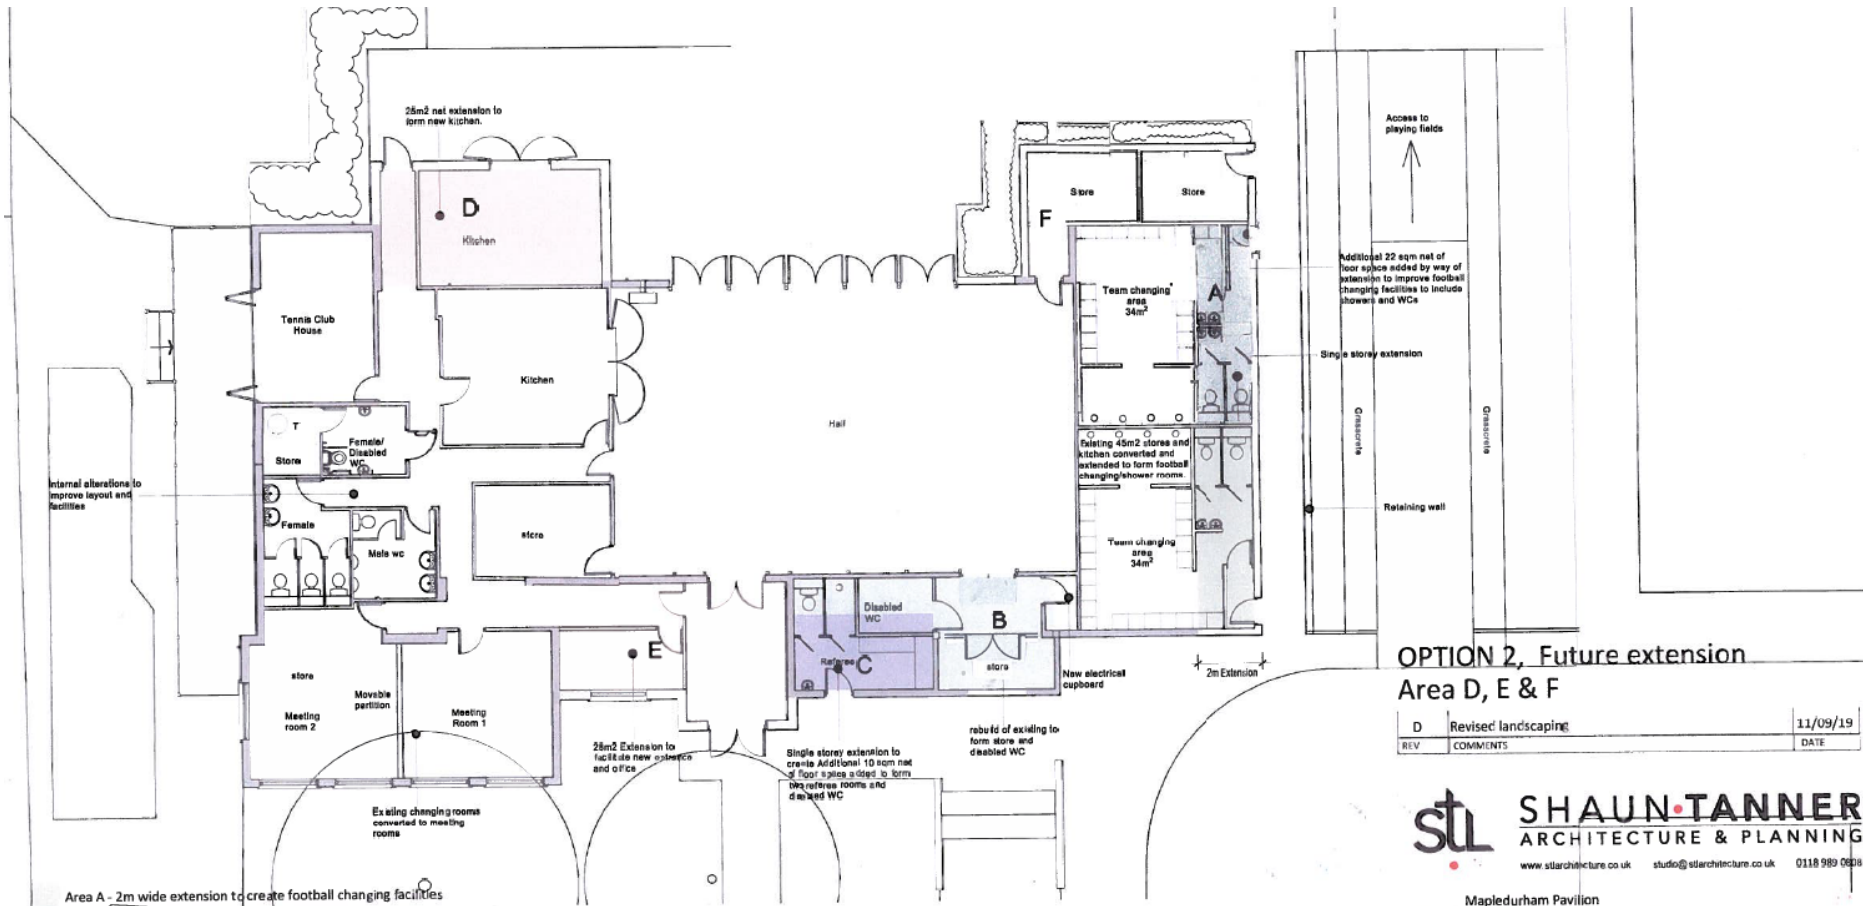 25m2 net extension to
form new kitchen.
D
Kitchen
Tennis Club
House
Kitchen
Hall
T
Store
Female/
Disabled
WC
Internal alterations to
improve layout and
facilities
Female
Male wc
store
store
Meeting
room 2
Movable
partition
Meeting
Room 1
E
28m2 Extension to
facilitate new entrance
and office
Existing changing rooms
converted to meeting
rooms
Disabled
WC
Referee
C
B
store
New electrical
cupboard
Single storey extension to
create Additional 10 sqm net
of floor space added to form
two referee rooms and
disabled WC
rebuild of existing to
form store and
disabled WC
F
Store
Store
Team changing
area
34m²
A
Existing 45m2 stores and
kitchen converted and
extended to form football
changing/shower rooms.
Team changing
area
34m²
2m Extension
Access to
playing fields
Additional 22 sqm net of
floor space added by way of
extension to improve football
changing facilities to include
showers and WCs
Single storey extension
Grasscrete
Grasscrete
Retaining wall
OPTION 2, Future extension
Area D, E & F
D Revised landscaping 11/09/19
REV COMMENTS DATE
stL
SHAUN TANNER
ARCHITECTURE & PLANNING
www.stlarchitecture.co.uk studio@stlarchitecture.co.uk 0118 989
Mapledurham Pavilion
Area A - 2m wide extension to create football changing facilities